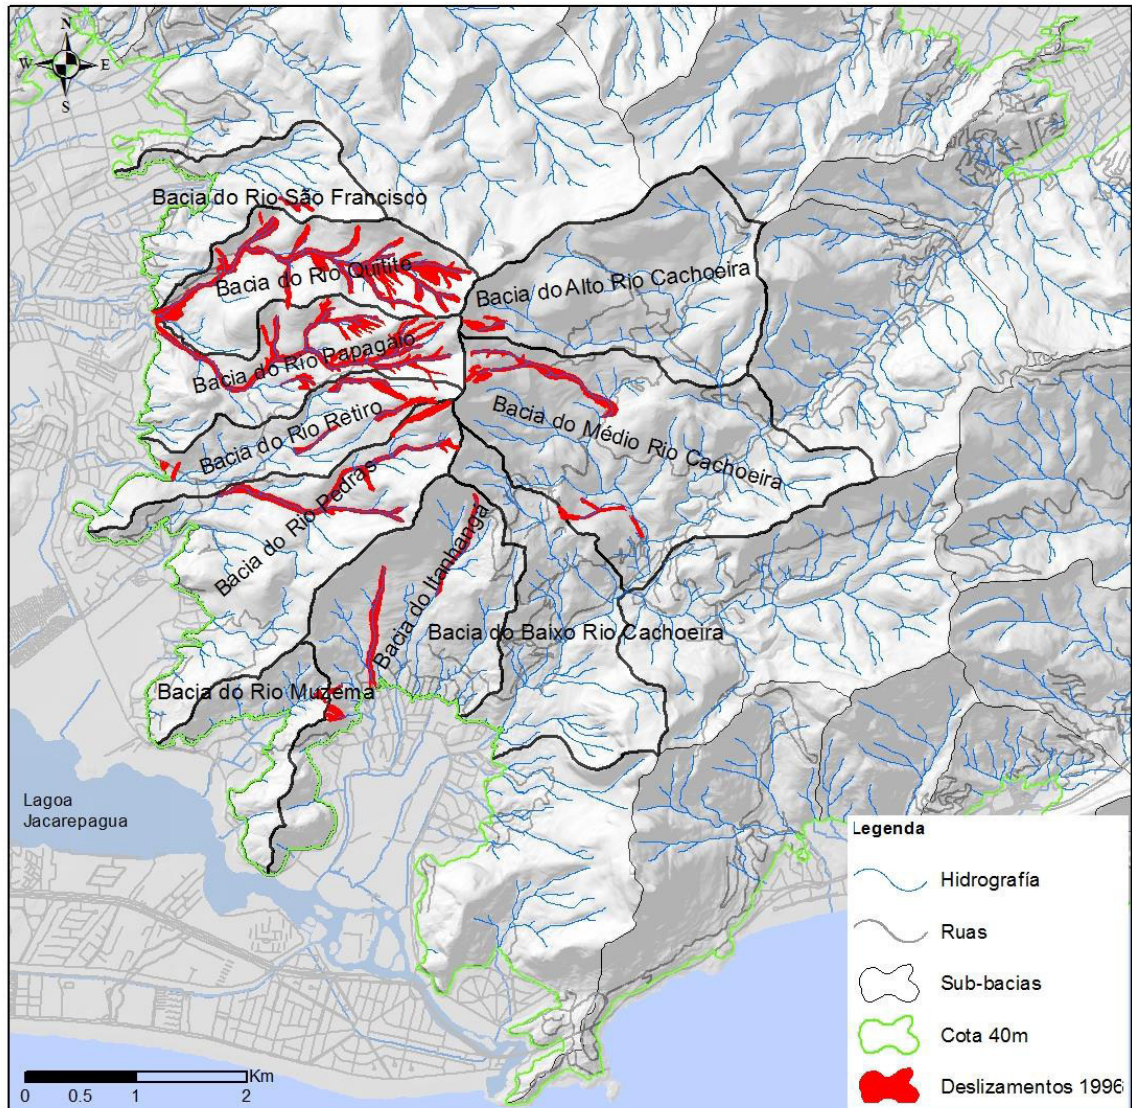 N
W E
S
Bacia do Rio São Francisco
Bacia do Rio Quitite
Bacia do Alto Rio Cachoeira
Bacia do Rio Papagaio
Bacia do Médio Rio Cachoeira
Bacia do Rio Retiro
Bacia do Rio Pedras
Bacia do Itanhanga
Bacia do Baixo Rio Cachoeira
Bacia do Rio Muzema
Lagoa
Jacarepagua
Legenda
Hidrografía
Ruas
Sub-bacias
Cota 40m
Deslizamentos 1996
Km
0 0.5 1 2